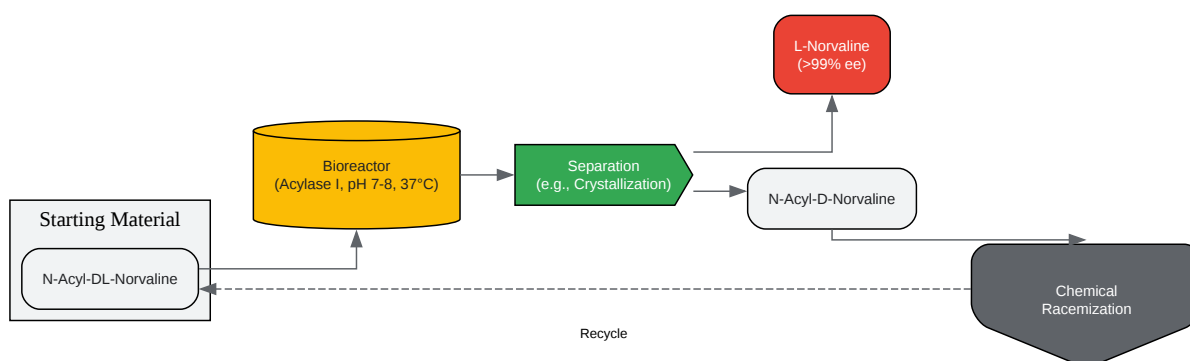 Starting Material
N-Acyl-DL-Norvaline
Bioreactor
(Acylase I, pH 7-8, 37°C)
Separation
(e.g., Crystallization)
L-Norvaline
(>99% ee)
N-Acyl-D-Norvaline
Chemical
Racemization
Recycle